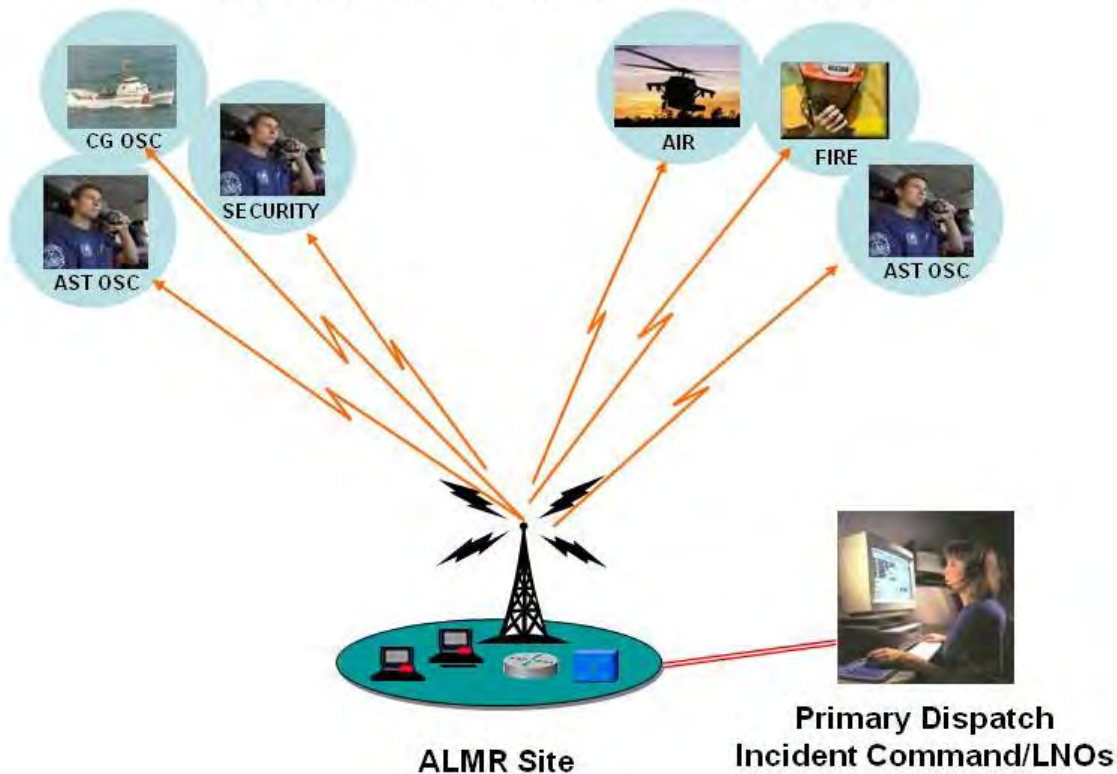 CG OSC
SECURITY
AST OSC
AIR
FIRE
AST OSC
ALMR Site
Primary Dispatch
Incident Command/LNOs